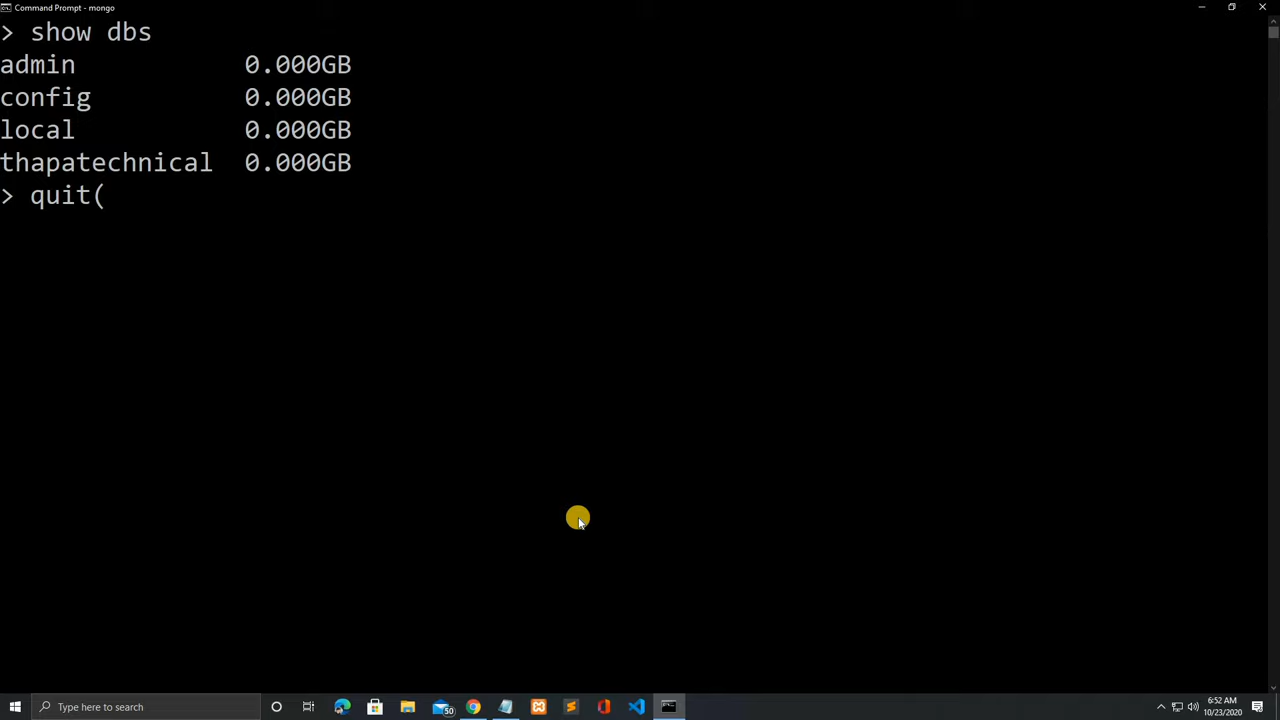 Command Prompt - mongo
> show dbs
admin 0.000GB
config 0.000GB
local 0.000GB
thapatechnical 0.000GB
> quit(
Type here to search
50
6:52 AM
10/23/2020